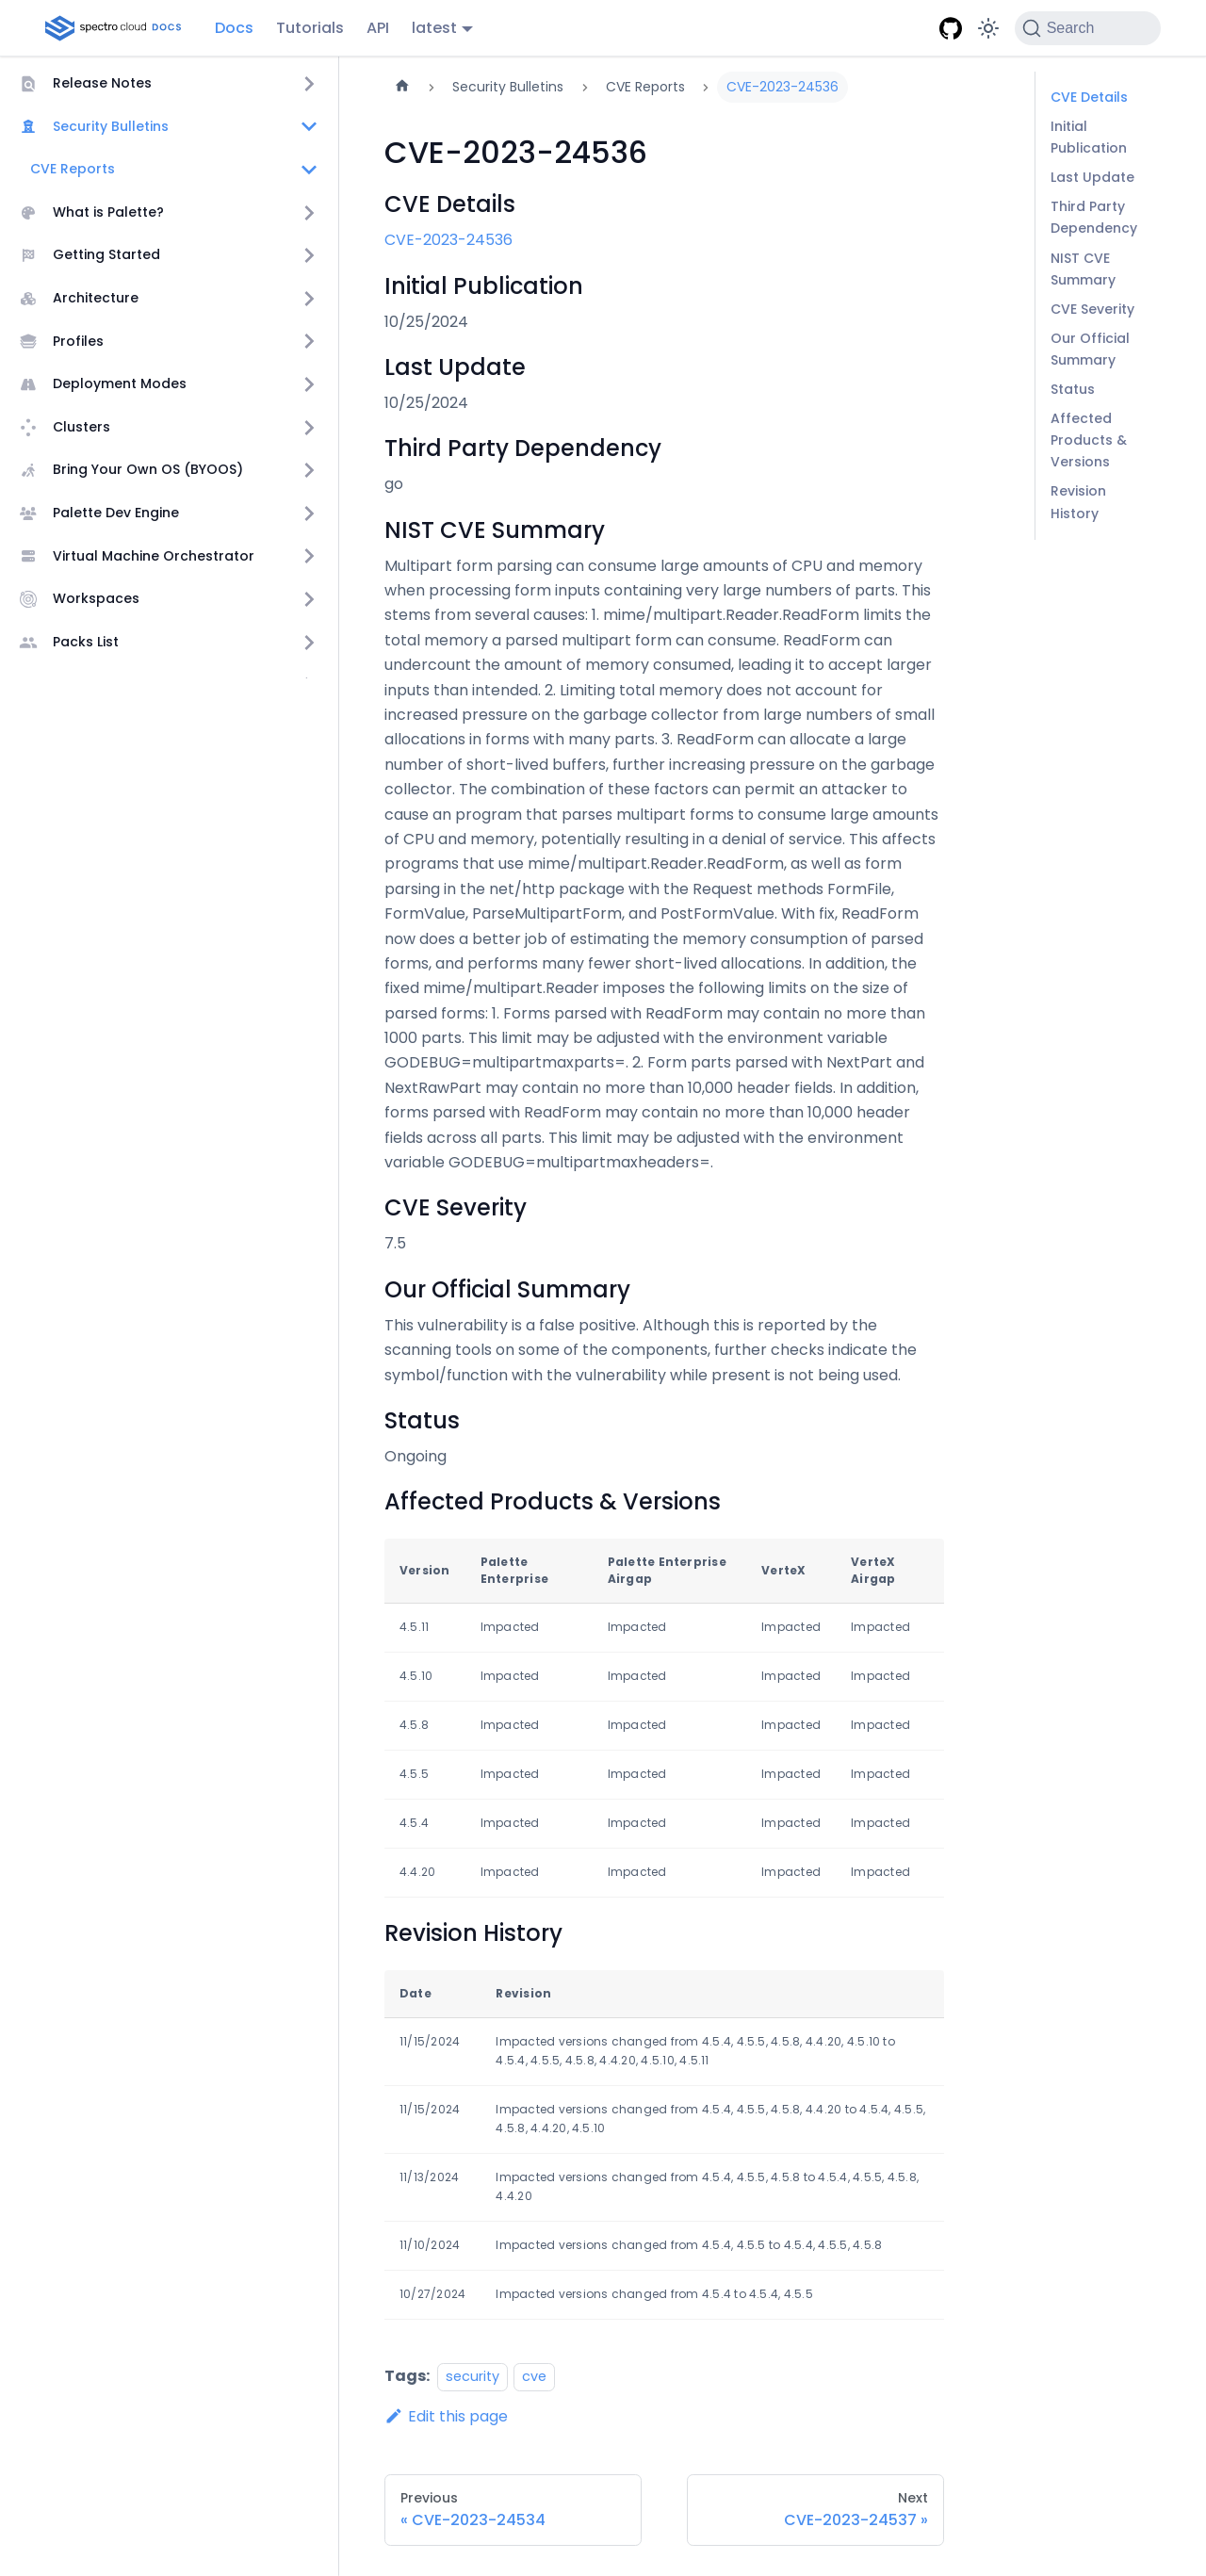 spectro cloud DOCS
Docs
Tutorials
API
latest
Search
Release Notes
Security Bulletins
CVE Reports
What is Palette?
Getting Started
Architecture
Profiles
Deployment Modes
Clusters
Bring Your Own OS (BYOOS)
Palette Dev Engine
Virtual Machine Orchestrator
Workspaces
Packs List
Security Bulletins
CVE Reports
CVE-2023-24536
CVE-2023-24536
CVE Details
CVE-2023-24536
Initial Publication
10/25/2024
Last Update
10/25/2024
Third Party Dependency
go
NIST CVE Summary
Multipart form parsing can consume large amounts of CPU and memory
when processing form inputs containing very large numbers of parts. This
stems from several causes: 1. mime/multipart.Reader.ReadForm limits the
total memory a parsed multipart form can consume. ReadForm can
undercount the amount of memory consumed, leading it to accept larger
inputs than intended. 2. Limiting total memory does not account for
increased pressure on the garbage collector from large numbers of small
allocations in forms with many parts. 3. ReadForm can allocate a large
number of short-lived buffers, further increasing pressure on the garbage
collector. The combination of these factors can permit an attacker to
cause an program that parses multipart forms to consume large amounts
of CPU and memory, potentially resulting in a denial of service. This affects
programs that use mime/multipart.Reader.ReadForm, as well as form
parsing in the net/http package with the Request methods FormFile,
FormValue, ParseMultipartForm, and PostFormValue. With fix, ReadForm
now does a better job of estimating the memory consumption of parsed
forms, and performs many fewer short-lived allocations. In addition, the
fixed mime/multipart.Reader imposes the following limits on the size of
parsed forms: 1. Forms parsed with ReadForm may contain no more than
1000 parts. This limit may be adjusted with the environment variable
GODEBUG=multipartmaxparts=. 2. Form parts parsed with NextPart and
NextRawPart may contain no more than 10,000 header fields. In addition,
forms parsed with ReadForm may contain no more than 10,000 header
fields across all parts. This limit may be adjusted with the environment
variable GODEBUG=multipartmaxheaders=.
CVE Severity
7.5
Our Official Summary
This vulnerability is a false positive. Although this is reported by the
scanning tools on some of the components, further checks indicate the
symbol/function with the vulnerability while present is not being used.
Status
Ongoing
Affected Products & Versions
Version Palette Enterprise Palette Enterprise Airgap VerteX VerteX Airgap
4.5.11 Impacted Impacted Impacted Impacted
4.5.10 Impacted Impacted Impacted Impacted
4.5.8 Impacted Impacted Impacted Impacted
4.5.5 Impacted Impacted Impacted Impacted
4.5.4 Impacted Impacted Impacted Impacted
4.4.20 Impacted Impacted Impacted Impacted
Revision History
Date Revision
11/15/2024 Impacted versions changed from 4.5.4, 4.5.5, 4.5.8, 4.4.20, 4.5.10 to
4.5.4, 4.5.5, 4.5.8, 4.4.20, 4.5.10, 4.5.11
11/15/2024 Impacted versions changed from 4.5.4, 4.5.5, 4.5.8, 4.4.20 to 4.5.4, 4.5.5,
4.5.8, 4.4.20, 4.5.10
11/13/2024 Impacted versions changed from 4.5.4, 4.5.5, 4.5.8 to 4.5.4, 4.5.5, 4.5.8,
4.4.20
11/10/2024 Impacted versions changed from 4.5.4, 4.5.5 to 4.5.4, 4.5.5, 4.5.8
10/27/2024 Impacted versions changed from 4.5.4 to 4.5.4, 4.5.5
Tags: security cve
Edit this page
Previous
« CVE-2023-24534
Next
CVE-2023-24537 »
CVE Details
Initial
Publication
Last Update
Third Party
Dependency
NIST CVE
Summary
CVE Severity
Our Official
Summary
Status
Affected
Products &
Versions
Revision
History